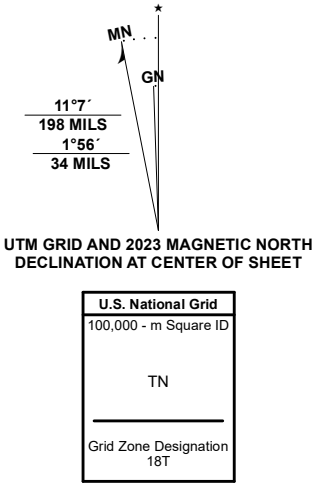 MN
GN
11°7´
198 MILS
1°56´
34 MILS
UTM GRID AND 2023 MAGNETIC NORTH
DECLINATION AT CENTER OF SHEET
U.S. National Grid
100,000 - m Square ID
TN
Grid Zone Designation
18T